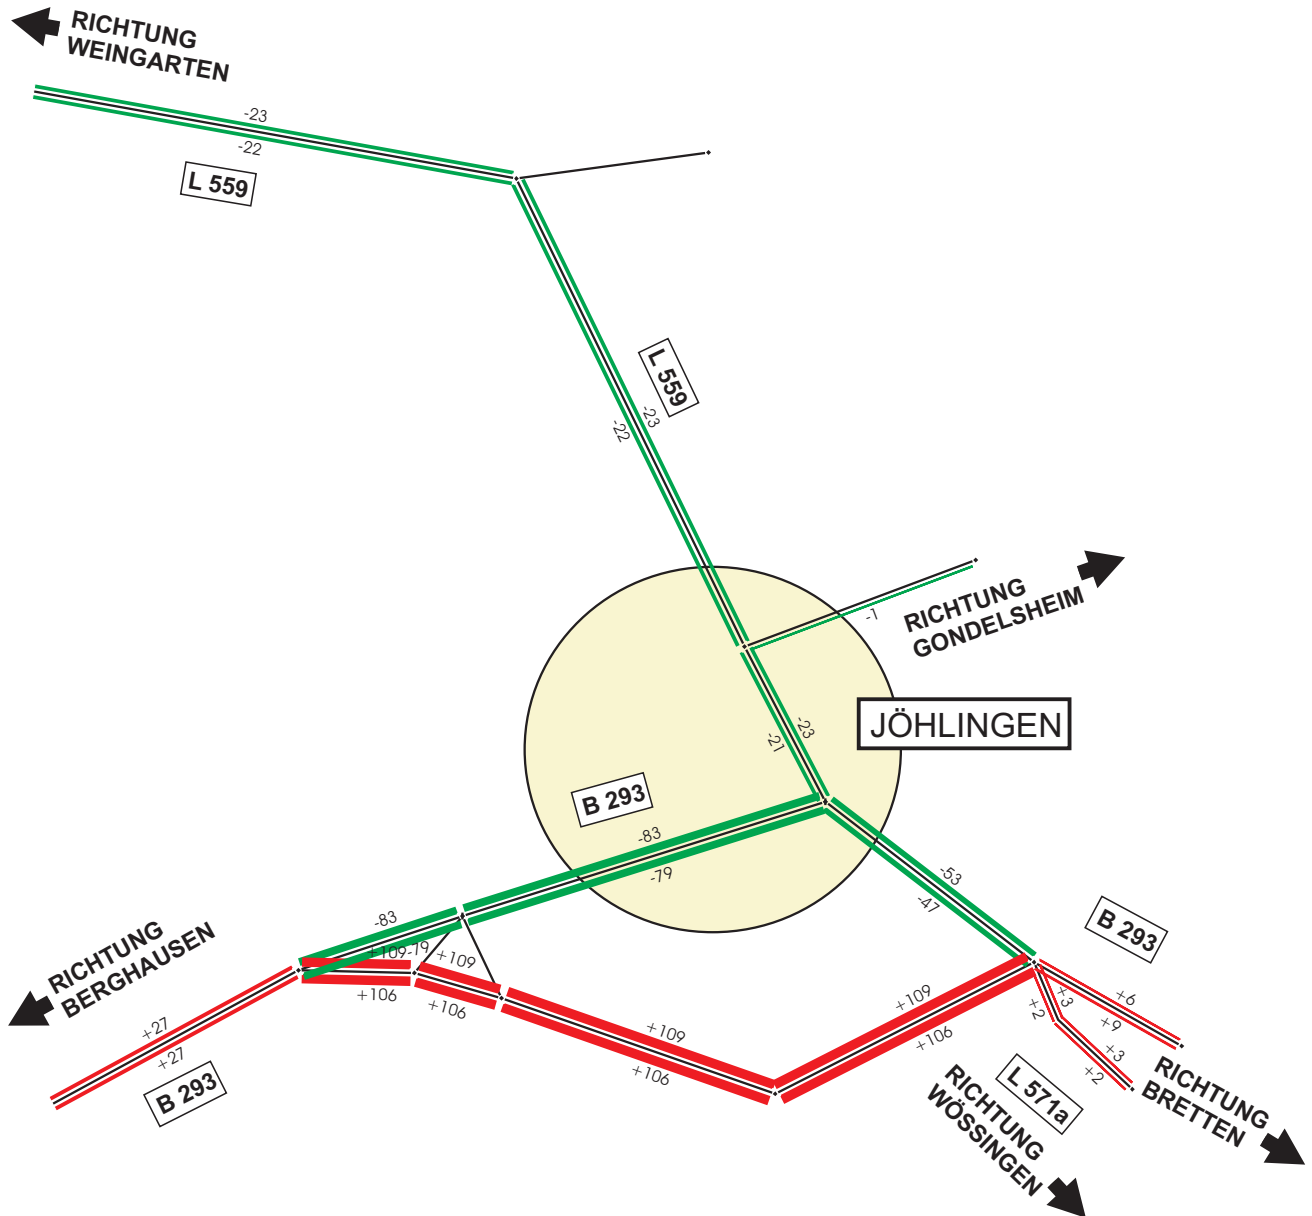 RICHTUNG
WEINGARTEN
-23
-22
L 559
L 559
-23
-22
RICHTUNG
GONDELSHEIM
-1
JÖHLINGEN
-23
-21
B 293
-83
-79
-53
-47
B 293
-83
-79
+109
+109
+106
+106
RICHTUNG
BERGHAUSEN
+27
+27
B 293
+109
+106
+109
+106
+3
+2
+6
+9
+3
+2
L 571a
RICHTUNG
WÖSSINGEN
RICHTUNG
BRETTEN